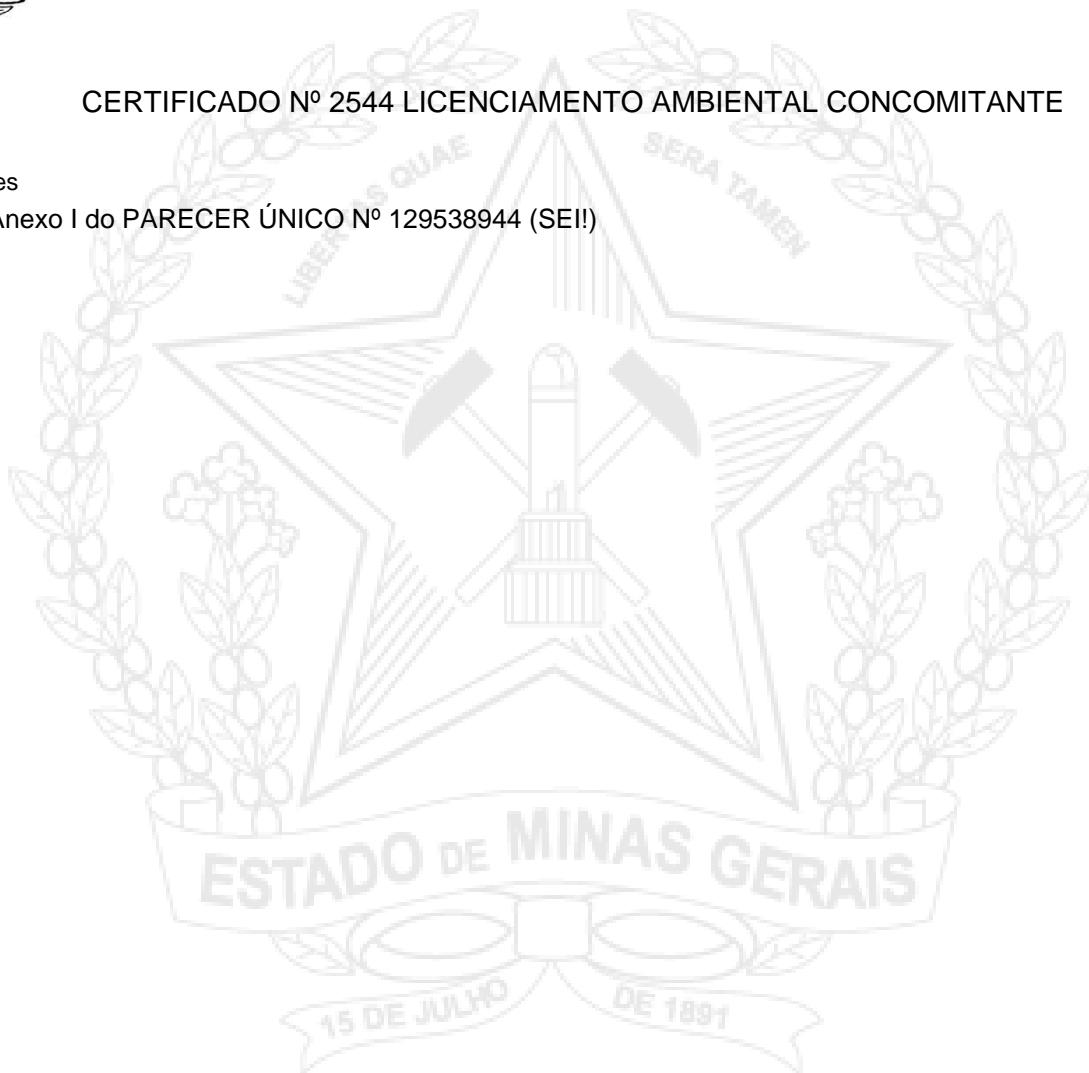 CERTIFICADO Nº 2544 LICENCIAMENTO AMBIENTAL CONCOMITANTE
es
Anexo I do PARECER ÚNICO Nº 129538944 (SEI!)
LIBERTAS QUAE SERA TAMEN
ESTADO DE MINAS GERAIS
15 DE JULHO DE 1891